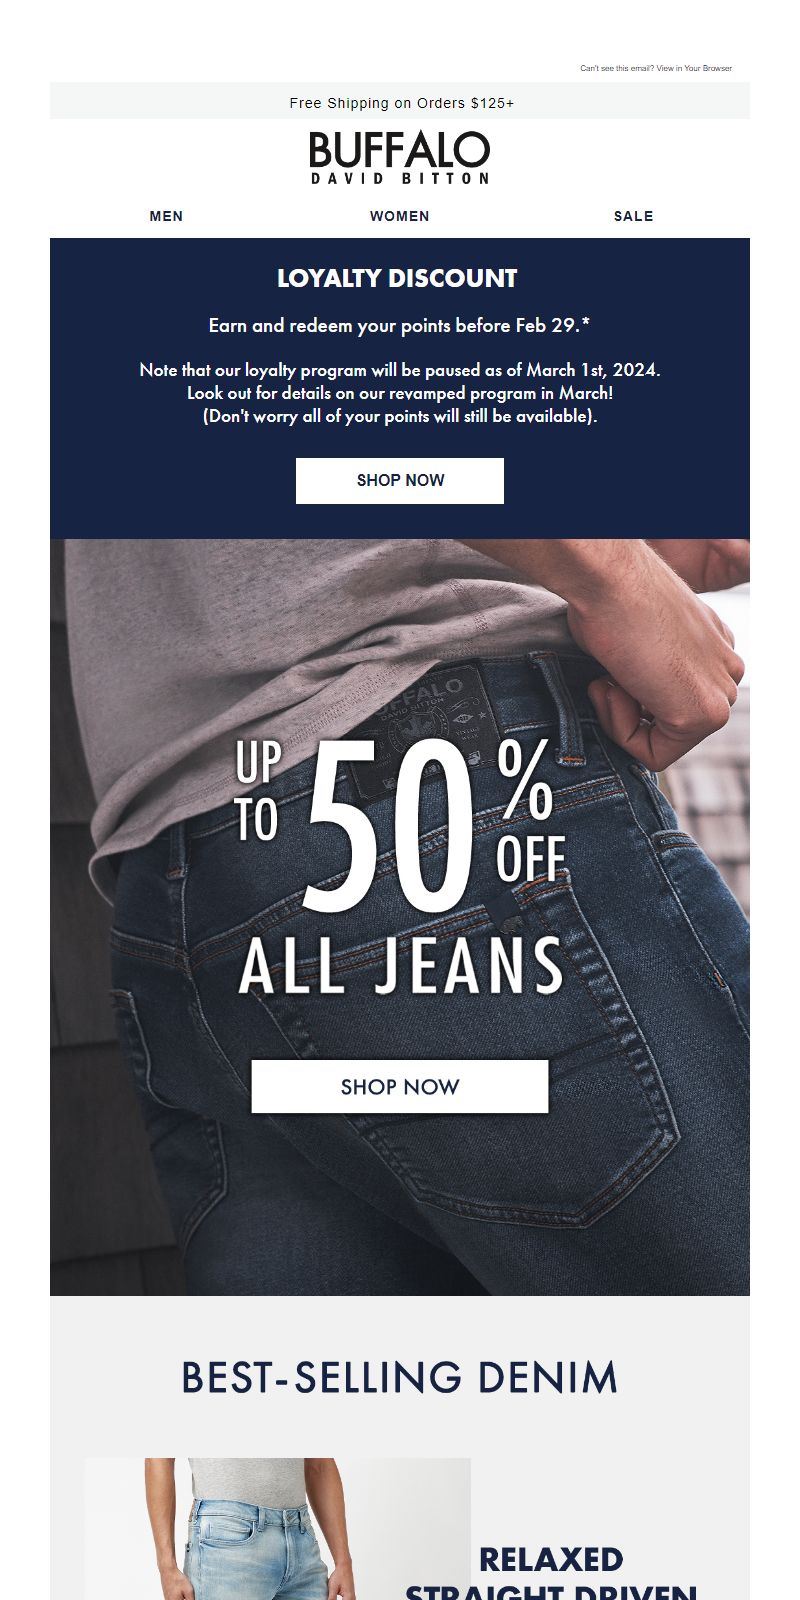 Can't see this email? View in Your Browser
Free Shipping on Orders $125+
BUFFALO
DAVID BITTON
MEN WOMEN SALE
LOYALTY DISCOUNT
Earn and redeem your points before Feb 29.*
Note that our loyalty program will be paused as of March 1st, 2024.
Look out for details on our revamped program in March!
(Don't worry all of your points will still be available).
SHOP NOW
BUFFALO
DAVID BITTON
UP TO 50% OFF
ALL JEANS
SHOP NOW
BEST-SELLING DENIM
RELAXED
STRAIGHT DRIVEN